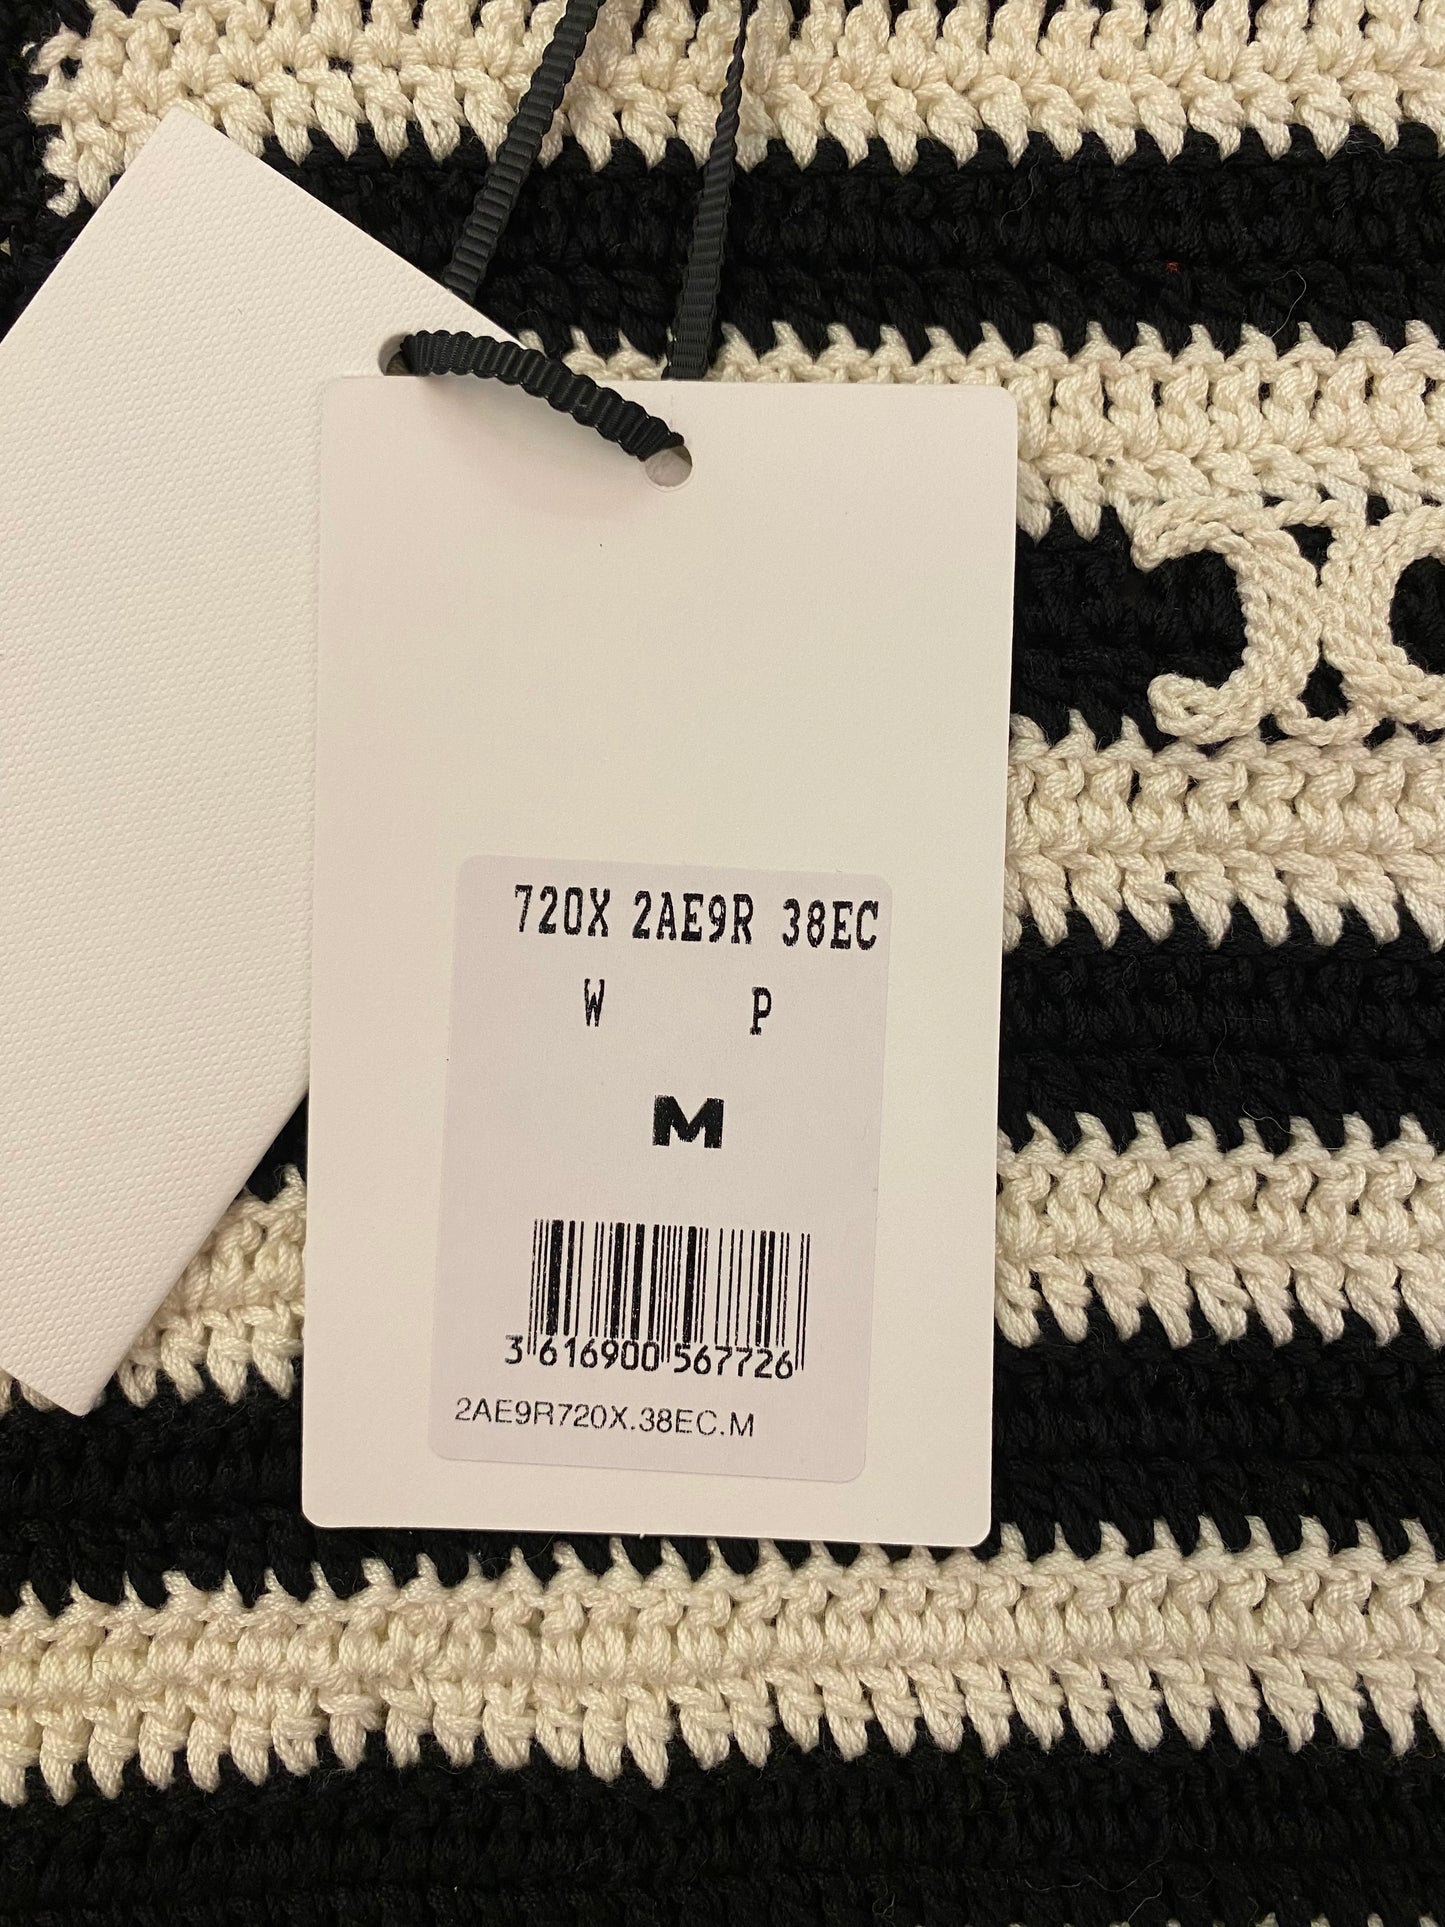 720X 2AE9R 38EC
W P
M
3 616900 567726
2AE9R720X.38EC.M